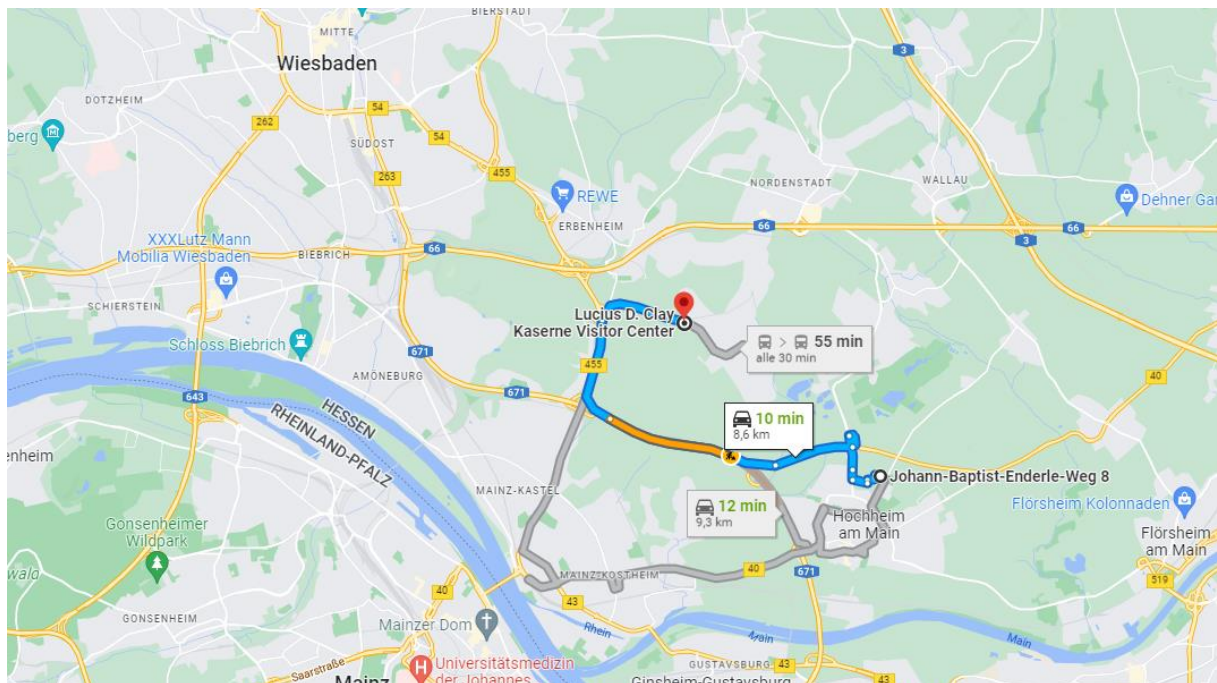 BIERSTADT
MITTE
Wiesbaden
DOTZHEIM
3
54
berg
262
54
SÜDOST
455
263
REWE
NORDENSTADT
WALLAU
Dehner Gar
ERBENHEIM
66
66
66
3
XXXLutz Mann
Mobilia Wiesbaden
BIEBRICH
SCHIERSTEIN
Lucius D. Clay
Kaserne Visitor Center
55 min
alle 30 min
Schloss Biebrich
671
455
AMÖNEBURG
40
643
HESSEN
RHEINLAND-PFALZ
671
10 min
8,6 km
enheim
Johann-Baptist-Enderle-Weg 8
MAINZ-KASTEL
12 min
9,3 km
Hochheim
am Main
Flörsheim Kolonnaden
Gonsenheimer
Wildpark
Flörsheim
am Main
wald
MAINZ-KOSTHEIM
40
671
519
40
43
GONSENHEIM
Mainzer Dom
Rhein
Main
Main
Saarstraße
Universitätsmedizin
der Johannes
GUSTAVSBURG
43
43
Mainz
Ginsheim-Gustavsburg